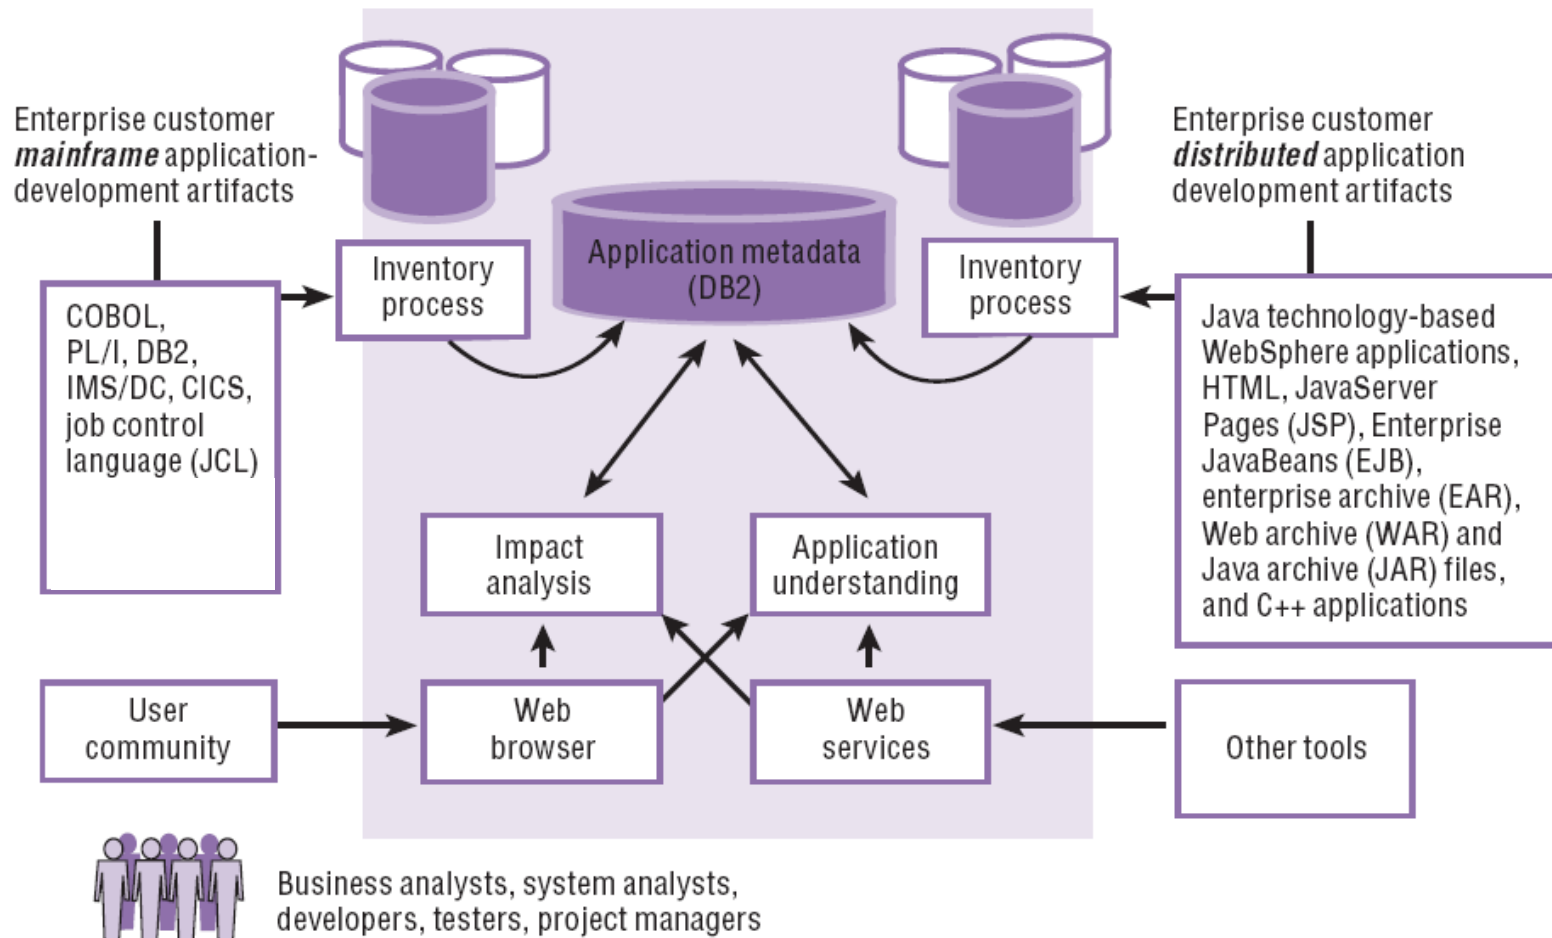 Enterprise customer
mainframe application-
development artifacts
Enterprise customer
distributed application
development artifacts
Inventory
process
Application metadata
(DB2)
Inventory
process
COBOL,
PL/I, DB2,
IMS/DC, CICS,
job control
language (JCL)
Java technology-based
WebSphere applications,
HTML, JavaServer
Pages (JSP), Enterprise
JavaBeans (EJB),
enterprise archive (EAR),
Web archive (WAR) and
Java archive (JAR) files,
and C++ applications
Impact
analysis
Application
understanding
User
community
Web
browser
Web
services
Other tools
Business analysts, system analysts,
developers, testers, project managers